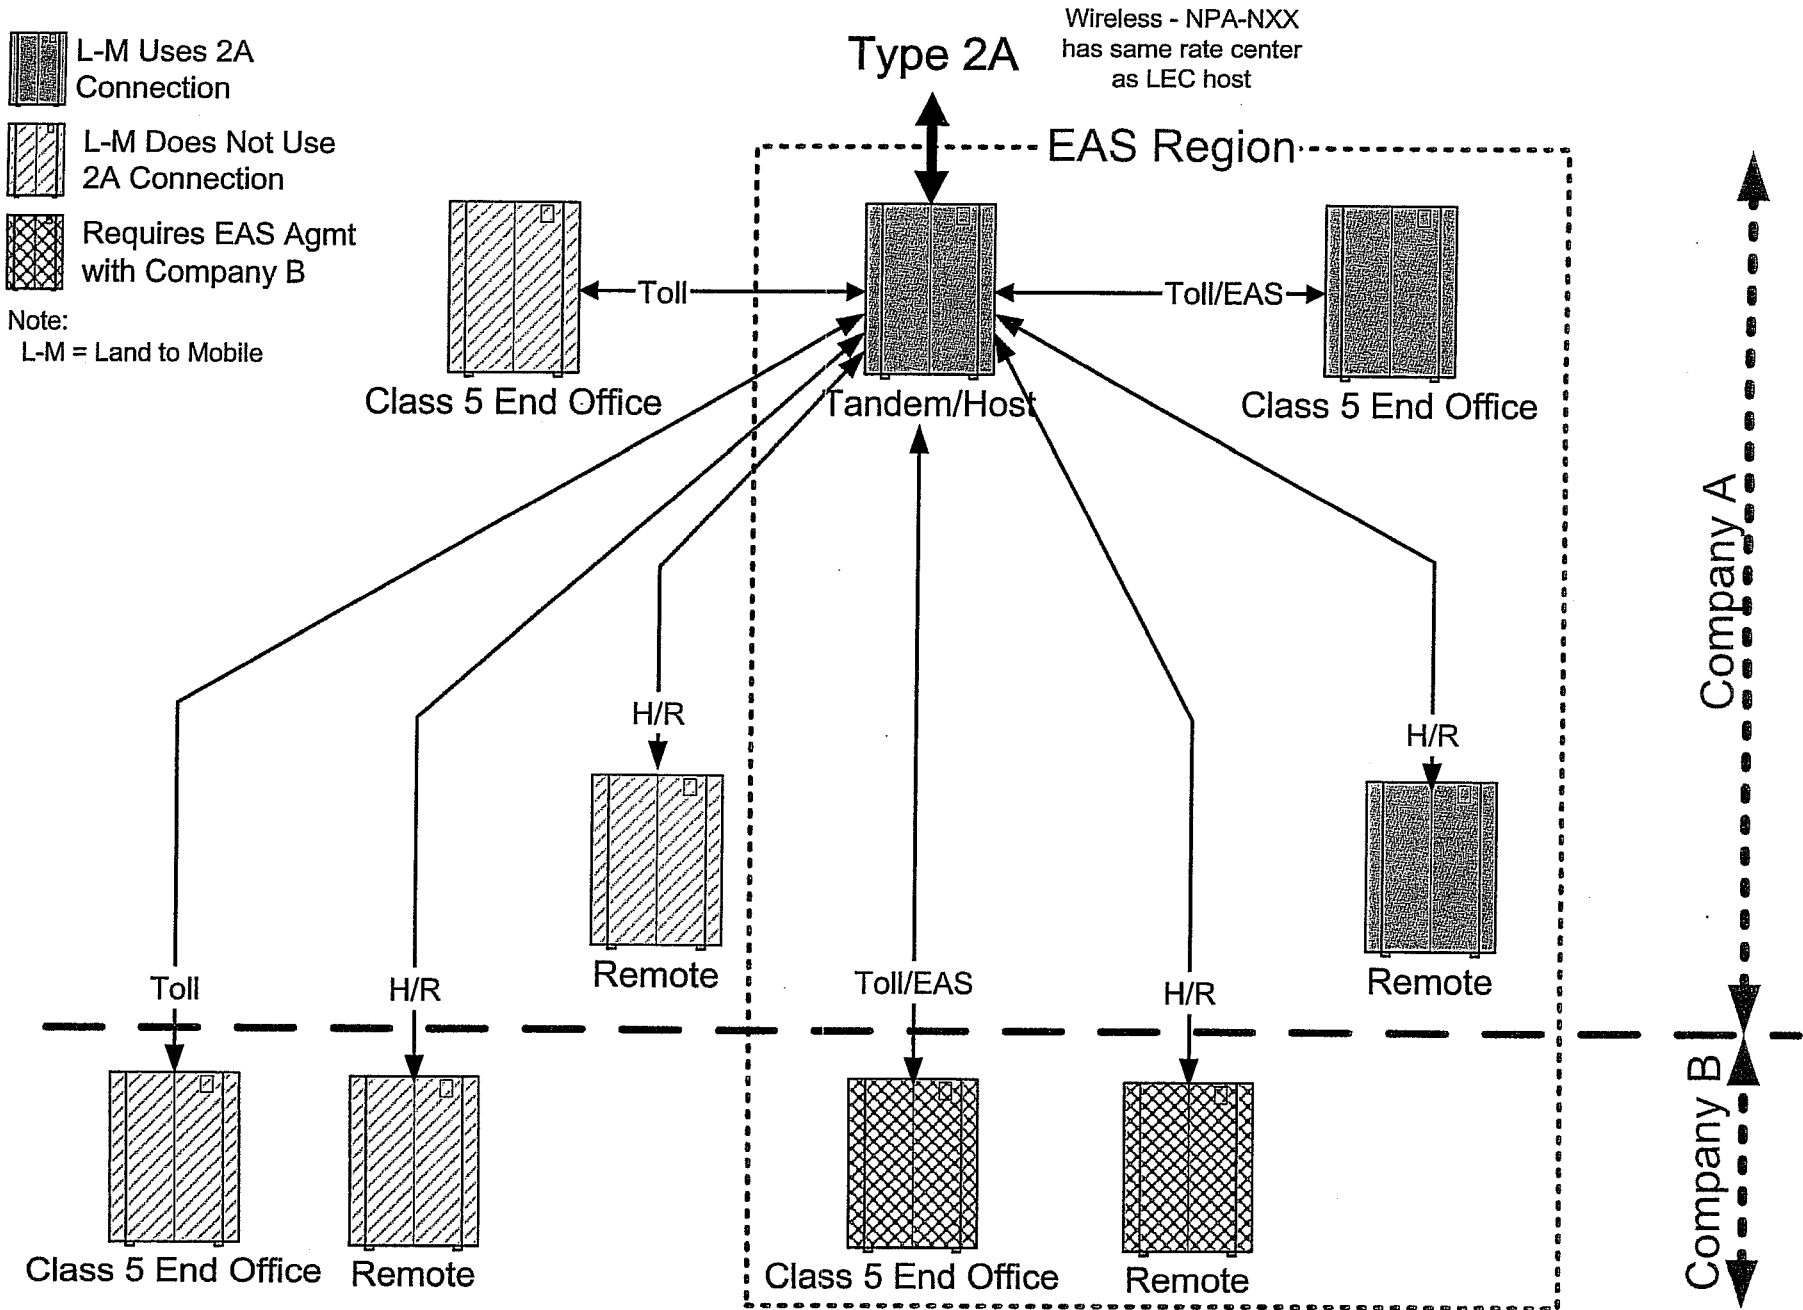 L-M Uses 2A
Connection
L-M Does Not Use
2A Connection
Requires EAS Agmt
with Company B
Note:
L-M = Land to Mobile
Type 2A
Wireless - NPA-NXX
has same rate center
as LEC host
EAS Region
Toll
Toll/EAS
Class 5 End Office
Tandem/Host
Class 5 End Office
Company A
H/R
H/R
Remote
Remote
Toll
H/R
Toll/EAS
H/R
Company B
Class 5 End Office
Remote
Class 5 End Office
Remote